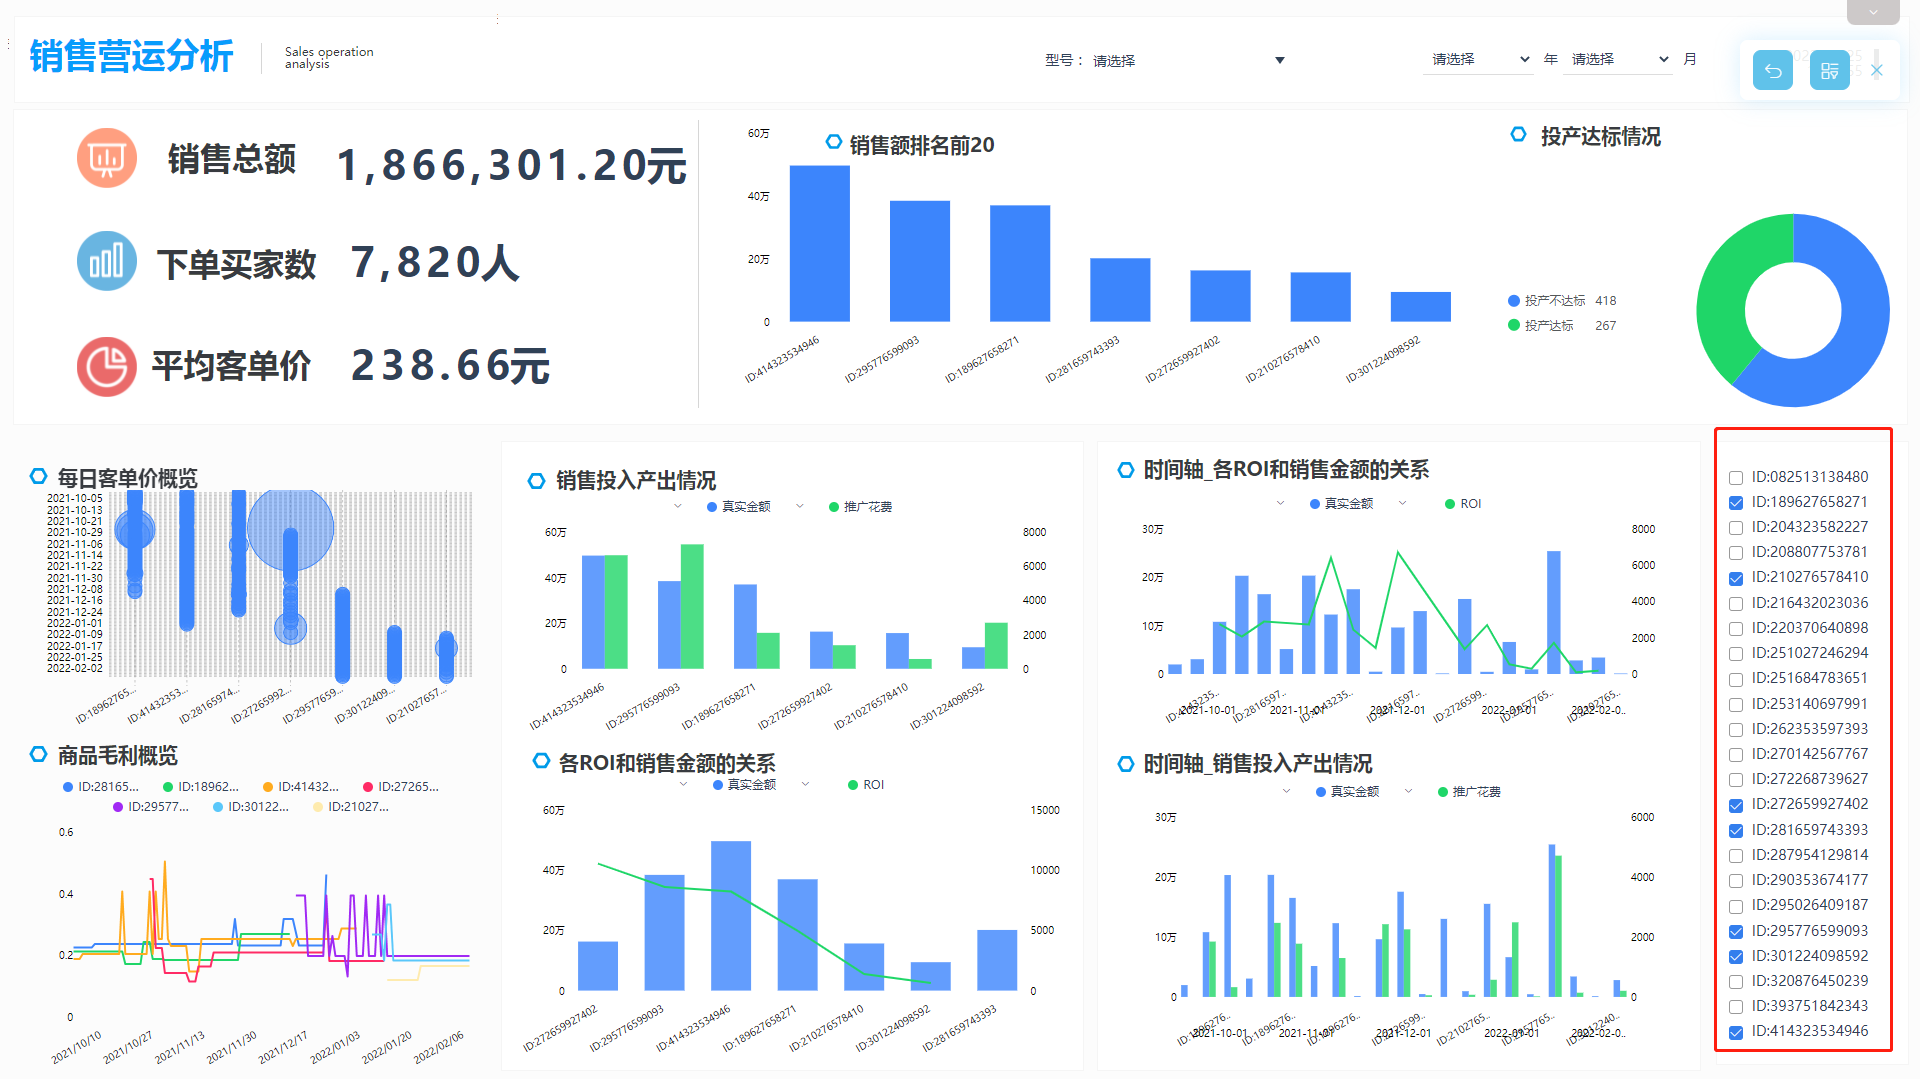 销售营运分析
Sales operation
analysis
型号： 请选择
请选择 年 请选择 月
销售总额 1,866,301.20元
下单买家数 7,820人
平均客单价 238.66元
销售额排名前20
60万
40万
20万
0
ID:414323534946
ID:295776599093
ID:189627658271
ID:281659743393
ID:272659927402
ID:210276578410
ID:301224098592
投产达标情况
投产不达标 418
投产达标 267
每日客单价概览
2021-10-05
2021-10-13
2021-10-21
2021-10-29
2021-11-06
2021-11-14
2021-11-22
2021-11-30
2021-12-08
2021-12-16
2021-12-24
2022-01-01
2022-01-09
2022-01-17
2022-01-25
2022-02-02
ID:18962765...
ID:4143235...
ID:28165974...
ID:2726599...
ID:29577659...
ID:3012409...
ID:2102765...
商品毛利概览
ID:28165... ID:18962... ID:41432... ID:27265...
ID:29577... ID:30122... ID:21027...
0.6
0.4
0.2
0
2021/10/10
2021/10/27
2021/11/13
2021/11/30
2021/12/17
2022/01/03
2022/01/20
2022/02/06
销售投入产出情况
真实金额 推广花费
60万
40万
20万
0
8000
6000
4000
2000
0
ID:414323534946
ID:295776599093
ID:189627658271
ID:272659927402
ID:210276578410
ID:301224098592
各ROI和销售金额的关系
真实金额 ROI
60万
40万
20万
0
15000
10000
5000
0
ID:272659927402
ID:295776599093
ID:414323534946
ID:189627658271
ID:210276578410
ID:301224098592
ID:281659743393
时间轴_各ROI和销售金额的关系
真实金额 ROI
30万
20万
10万
0
8000
6000
4000
2000
0
2021-10-01
2021-11-01
2021-12-01
2022-01-01
2022-02-0..
时间轴_销售投入产出情况
真实金额 推广花费
30万
20万
10万
0
6000
4000
2000
0
2021-10-01
2021-11-01
2021-12-01
2022-01-01
2022-02-0..
ID:082513138480
ID:189627658271
ID:204323582227
ID:208807753781
ID:210276578410
ID:216432023036
ID:220370640898
ID:251027246294
ID:251684783651
ID:253140697991
ID:262353597393
ID:270142567767
ID:272268739627
ID:272659927402
ID:281659743393
ID:287954129814
ID:290353674177
ID:295026409187
ID:295776599093
ID:301224098592
ID:320876450239
ID:393751842343
ID:414323534946